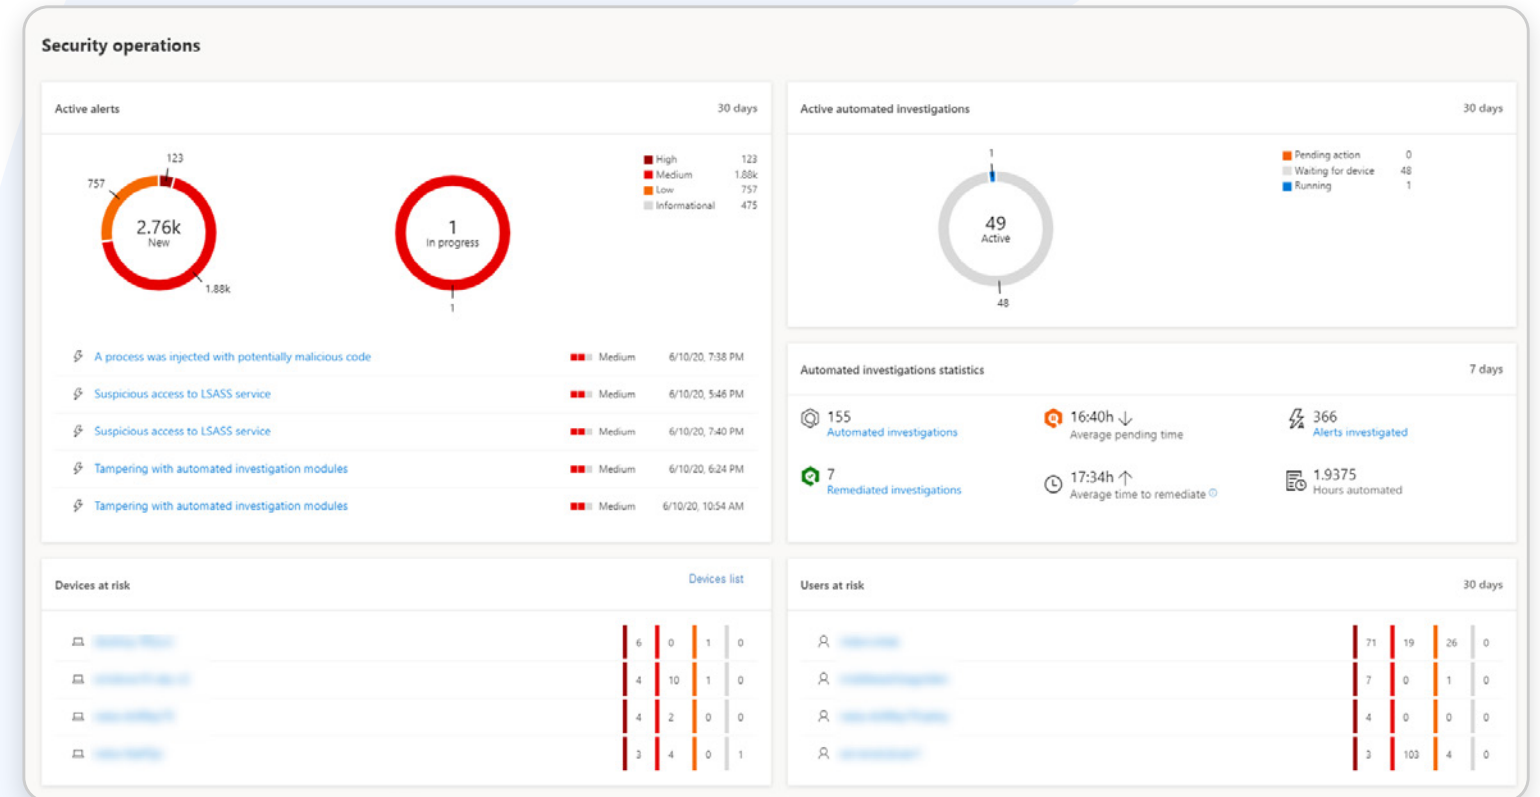 Security operations
Active alerts 30 days
123
757
2.76k
New
1.88k
1
In progress
1
High 123
Medium 1.88k
Low 757
Informational 475
A process was injected with potentially malicious code Medium 6/10/20, 7:38 PM
Suspicious access to LSASS service Medium 6/10/20, 5:46 PM
Suspicious access to LSASS service Medium 6/10/20, 7:40 PM
Tampering with automated investigation modules Medium 6/10/20, 6:24 PM
Tampering with automated investigation modules Medium 6/10/20, 10:54 AM
Active automated investigations 30 days
1
49
Active
48
Pending action 0
Waiting for device 48
Running 1
Automated investigations statistics 7 days
155
Automated investigations
16:40h ↓
Average pending time
366
Alerts investigated
7
Remediated investigations
17:34h ↑
Average time to remediate
1.9375
Hours automated
Devices at risk Devices list
6 0 1 0
4 10 1 0
4 2 0 0
3 4 0 1
Users at risk 30 days
71 19 26 0
7 0 1 0
4 0 0 0
3 103 4 0